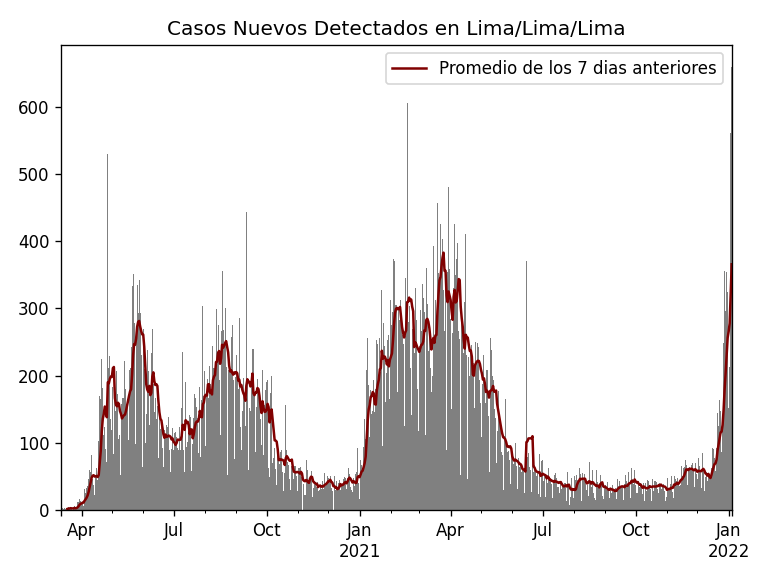 Casos Nuevos Detectados en Lima/Lima/Lima
Promedio de los 7 dias anteriores
600
500
400
300
200
100
0
Apr Jul Oct Jan Apr Jul Oct Jan
2021 2022